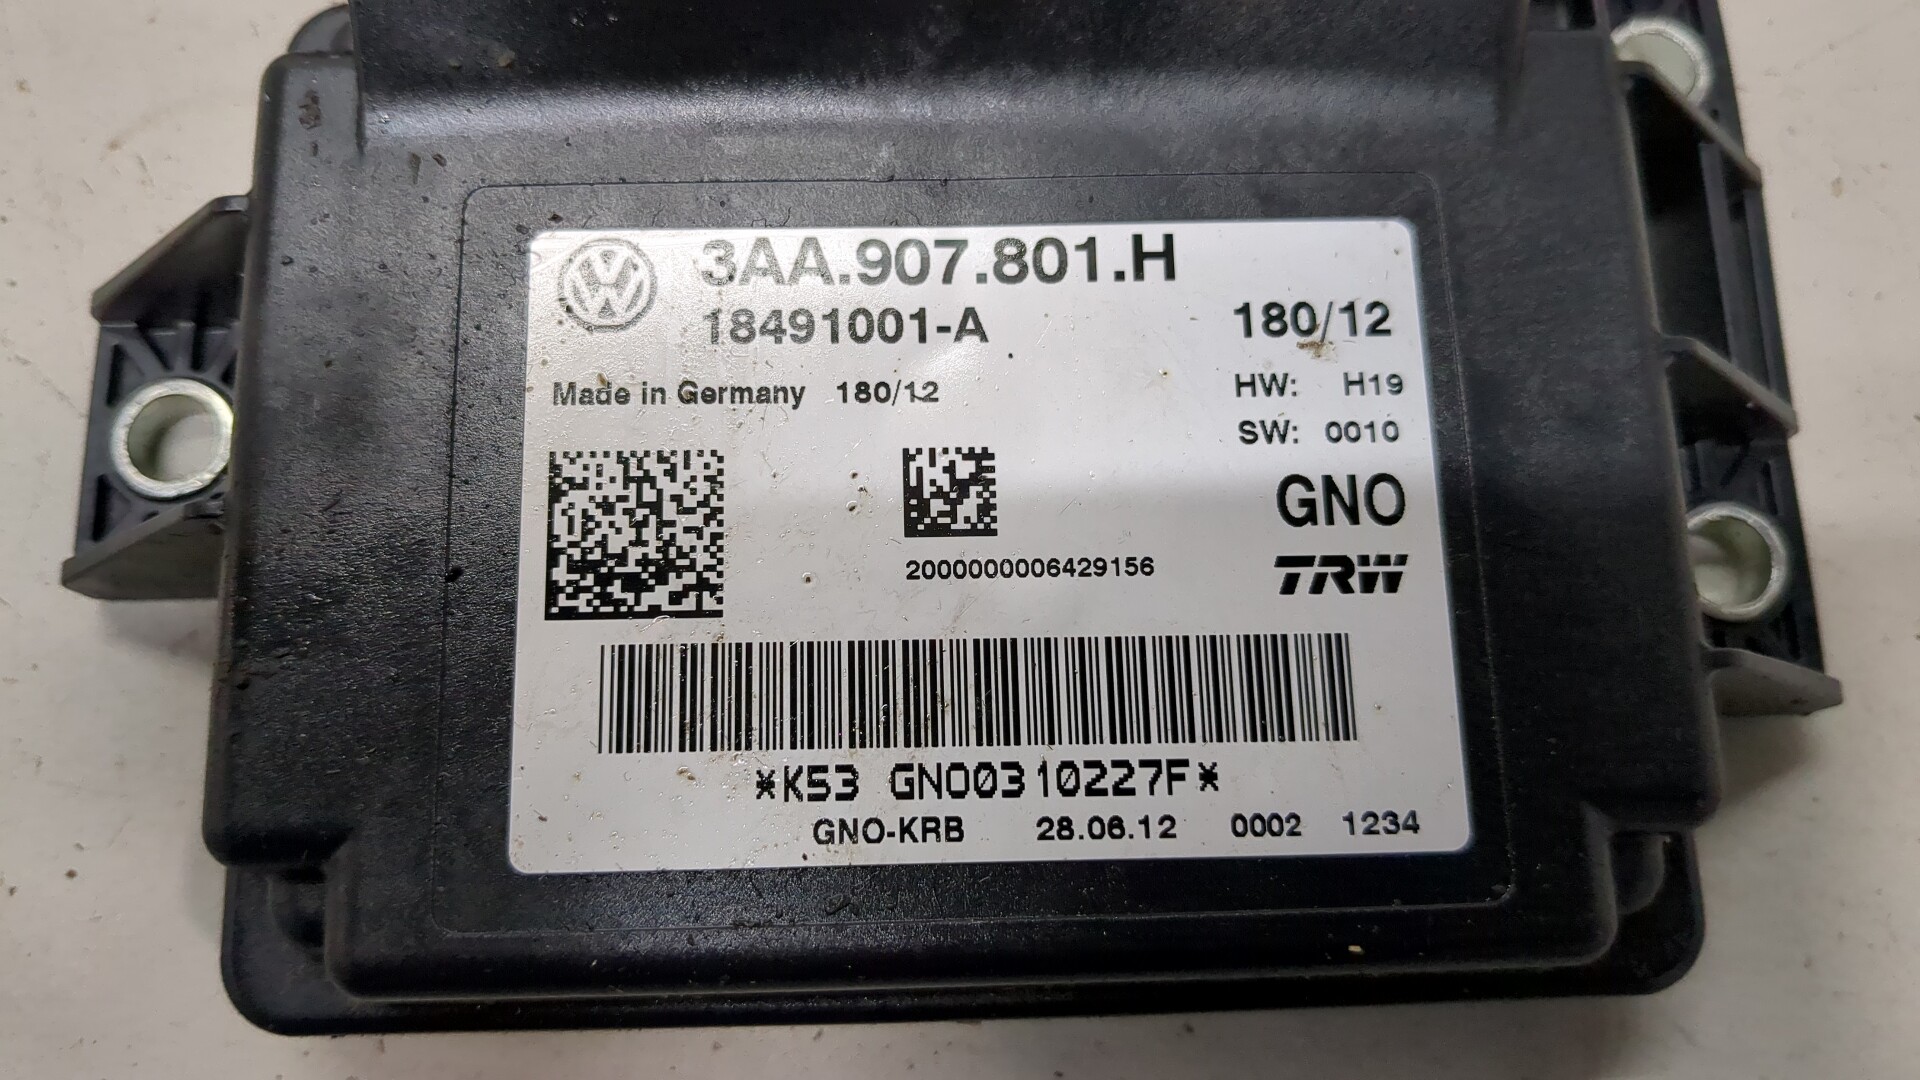 3AA.907.801.H
18491001-A 180/12
Made in Germany 180/12 HW: H19
SW: 0010
GNO
2000000006429156 TRW
*K53 GNO0310227F*
GNO-KRB 28.06.12 0002 1234